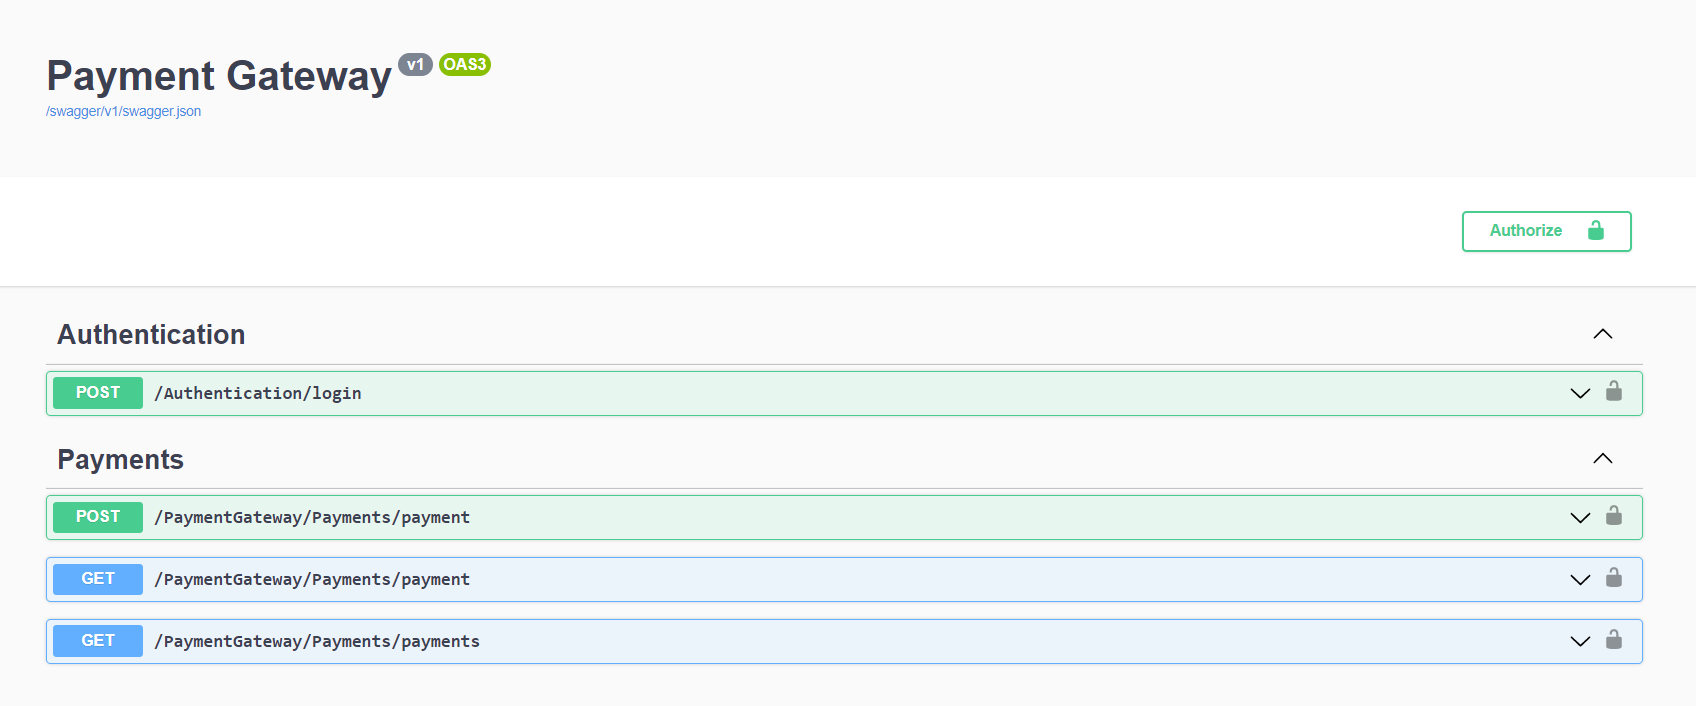 Payment Gateway v1 OAS3
/swagger/v1/swagger.json
Authorize
Authentication
POST /Authentication/login
Payments
POST /PaymentGateway/Payments/payment
GET /PaymentGateway/Payments/payment
GET /PaymentGateway/Payments/payments